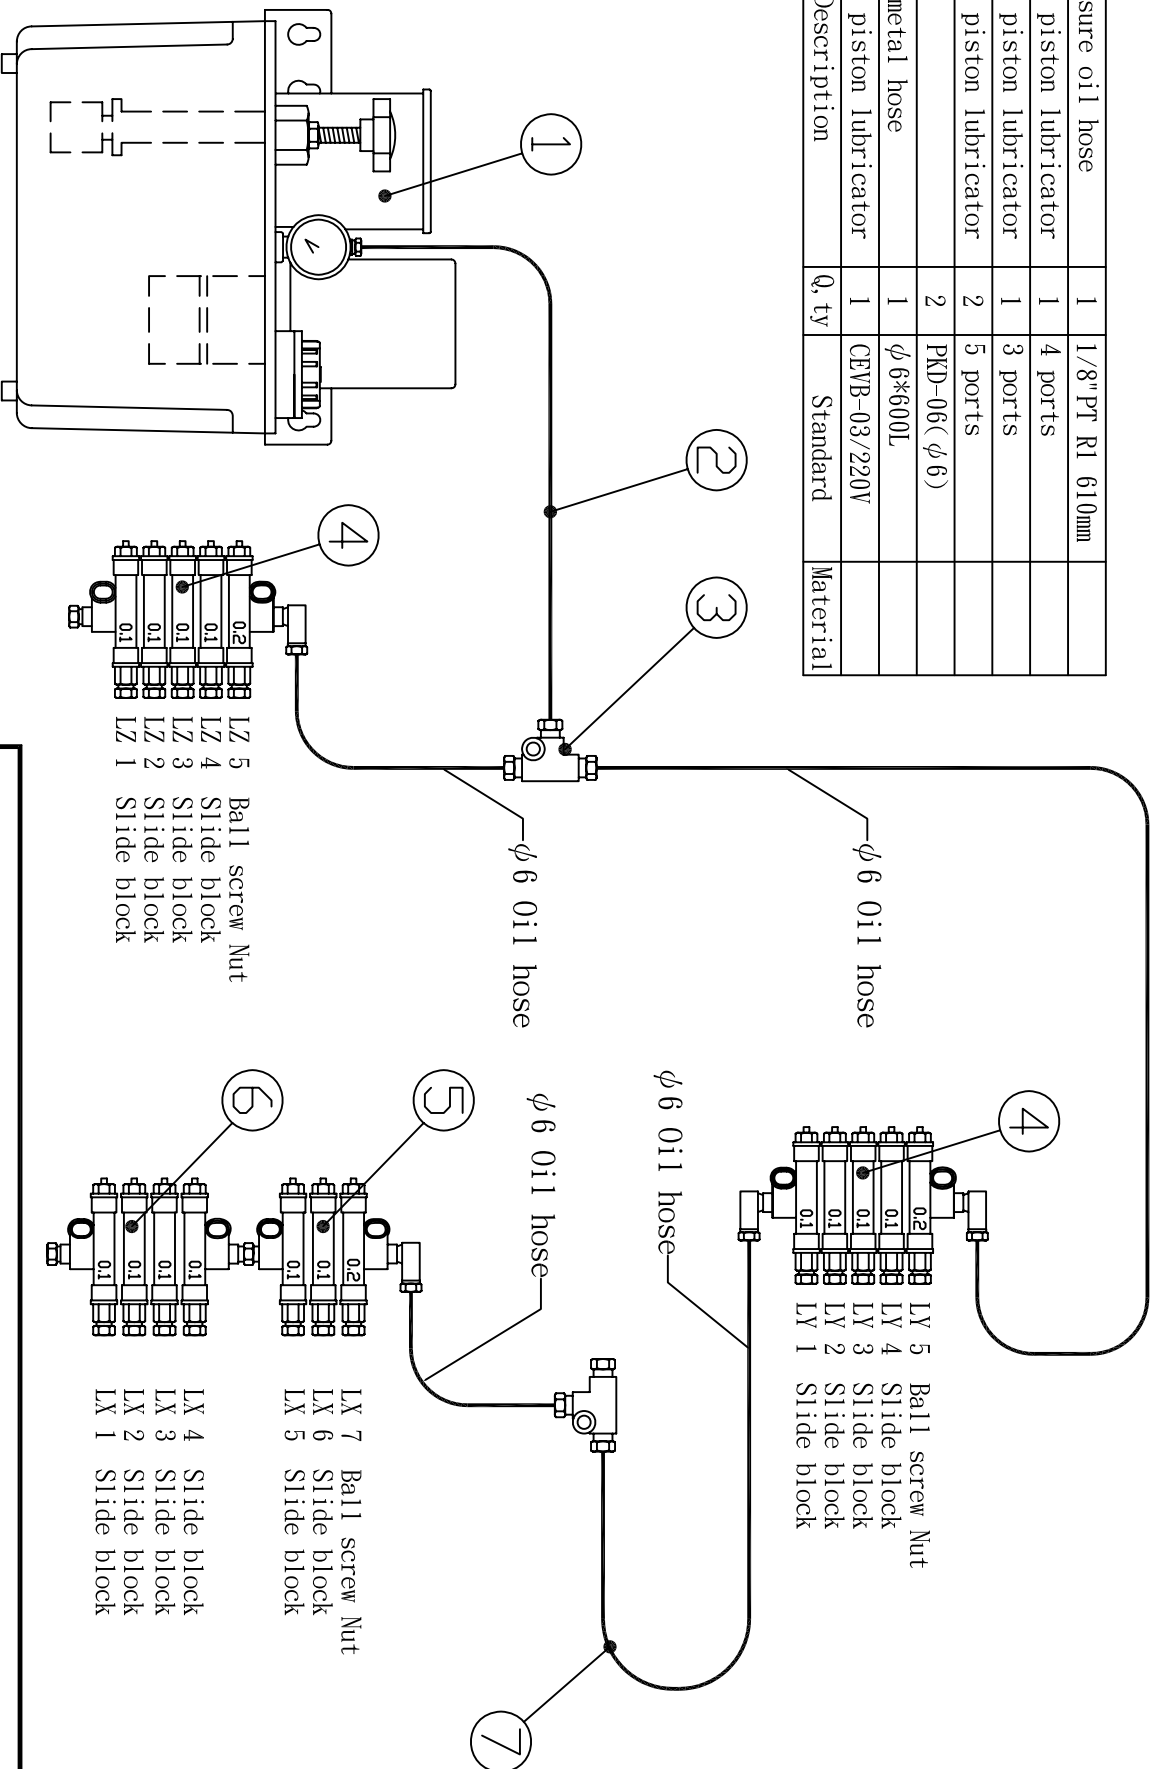 sure oil hose 1 1/8"PT R1 610mm
piston lubricator 1 4 ports
piston lubricator 1 3 ports
piston lubricator 2 5 ports
2 PKD-06(φ6)
metal hose 1 φ6*600L
piston lubricator 1 CEVB-03/220V
Description Q,ty Standard Material
1
2
3
4
φ6 Oil hose
φ6 Oil hose
0.2
0.1
0.1
0.1
0.1
LZ 5 Ball screw Nut
LZ 4 Slide block
LZ 3 Slide block
LZ 2 Slide block
LZ 1 Slide block
4
0.2
0.1
0.1
0.1
0.1
LY 5 Ball screw Nut
LY 4 Slide block
LY 3 Slide block
LY 2 Slide block
LY 1 Slide block
φ6 Oil hose
φ6 Oil hose
5
0.2
0.1
0.1
LX 7 Ball screw Nut
LX 6 Slide block
LX 5 Slide block
6
0.1
0.1
0.1
0.1
LX 4 Slide block
LX 3 Slide block
LX 2 Slide block
LX 1 Slide block
7